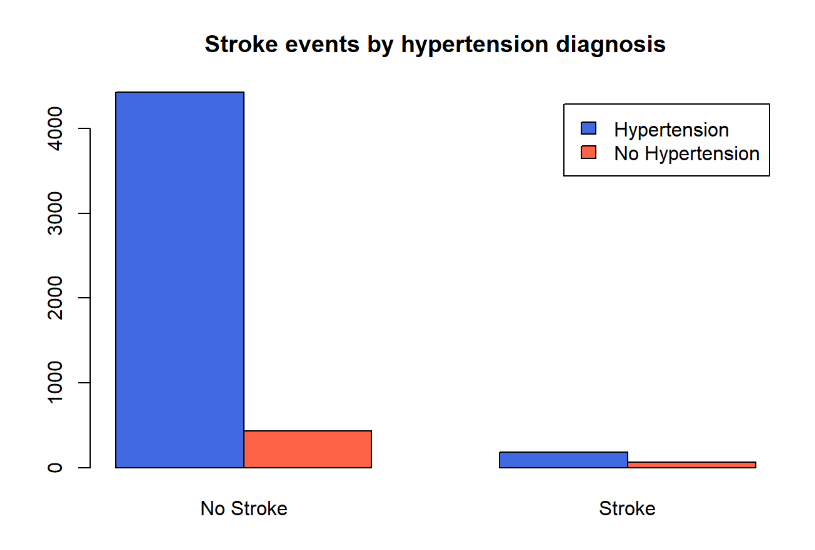 Stroke events by hypertension diagnosis
Hypertension
No Hypertension
4000
3000
2000
1000
0
No Stroke
Stroke